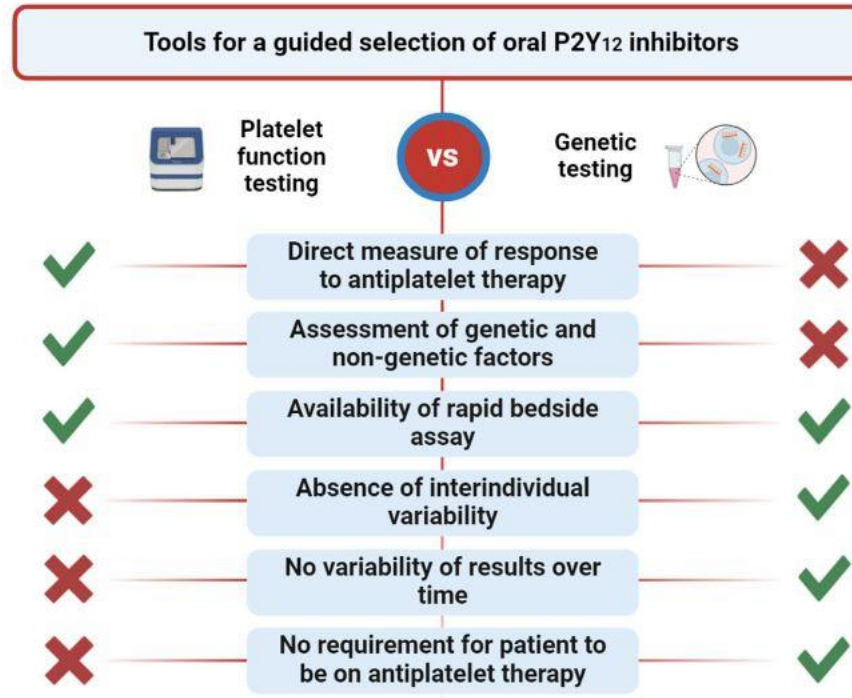 Tools for a guided selection of oral P2Y12 inhibitors
Platelet
function
testing
vs
Genetic
testing
Direct measure of response
to antiplatelet therapy
Assessment of genetic and
non-genetic factors
Availability of rapid bedside
assay
Absence of interindividual
variability
No variability of results over
time
No requirement for patient to
be on antiplatelet therapy